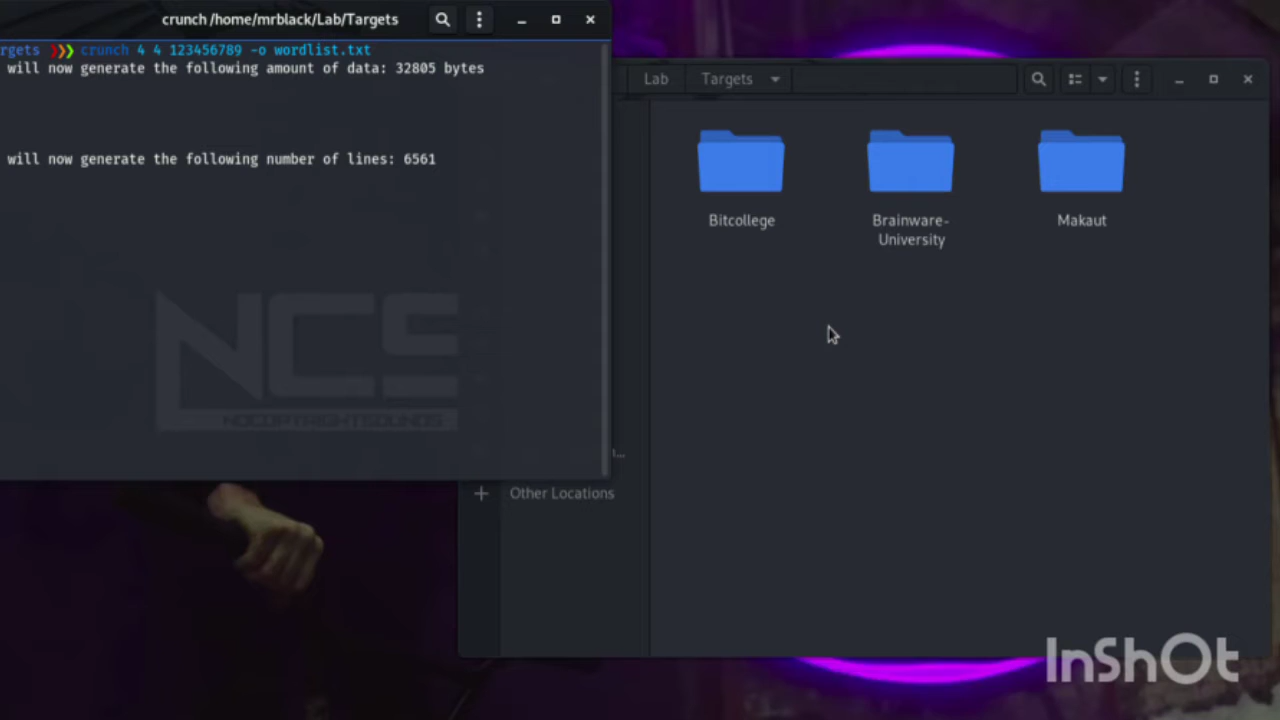 crunch /home/mrblack/Lab/Targets
rgets ❯❯❯ crunch 4 4 123456789 -o wordlist.txt
will now generate the following amount of data: 32805 bytes
will now generate the following number of lines: 6561
NCS
NOCOPYRIGHTSOUNDS
Lab Targets
Bitcollege
Brainware-
University
Makaut
...
+ Other Locations
InShOt